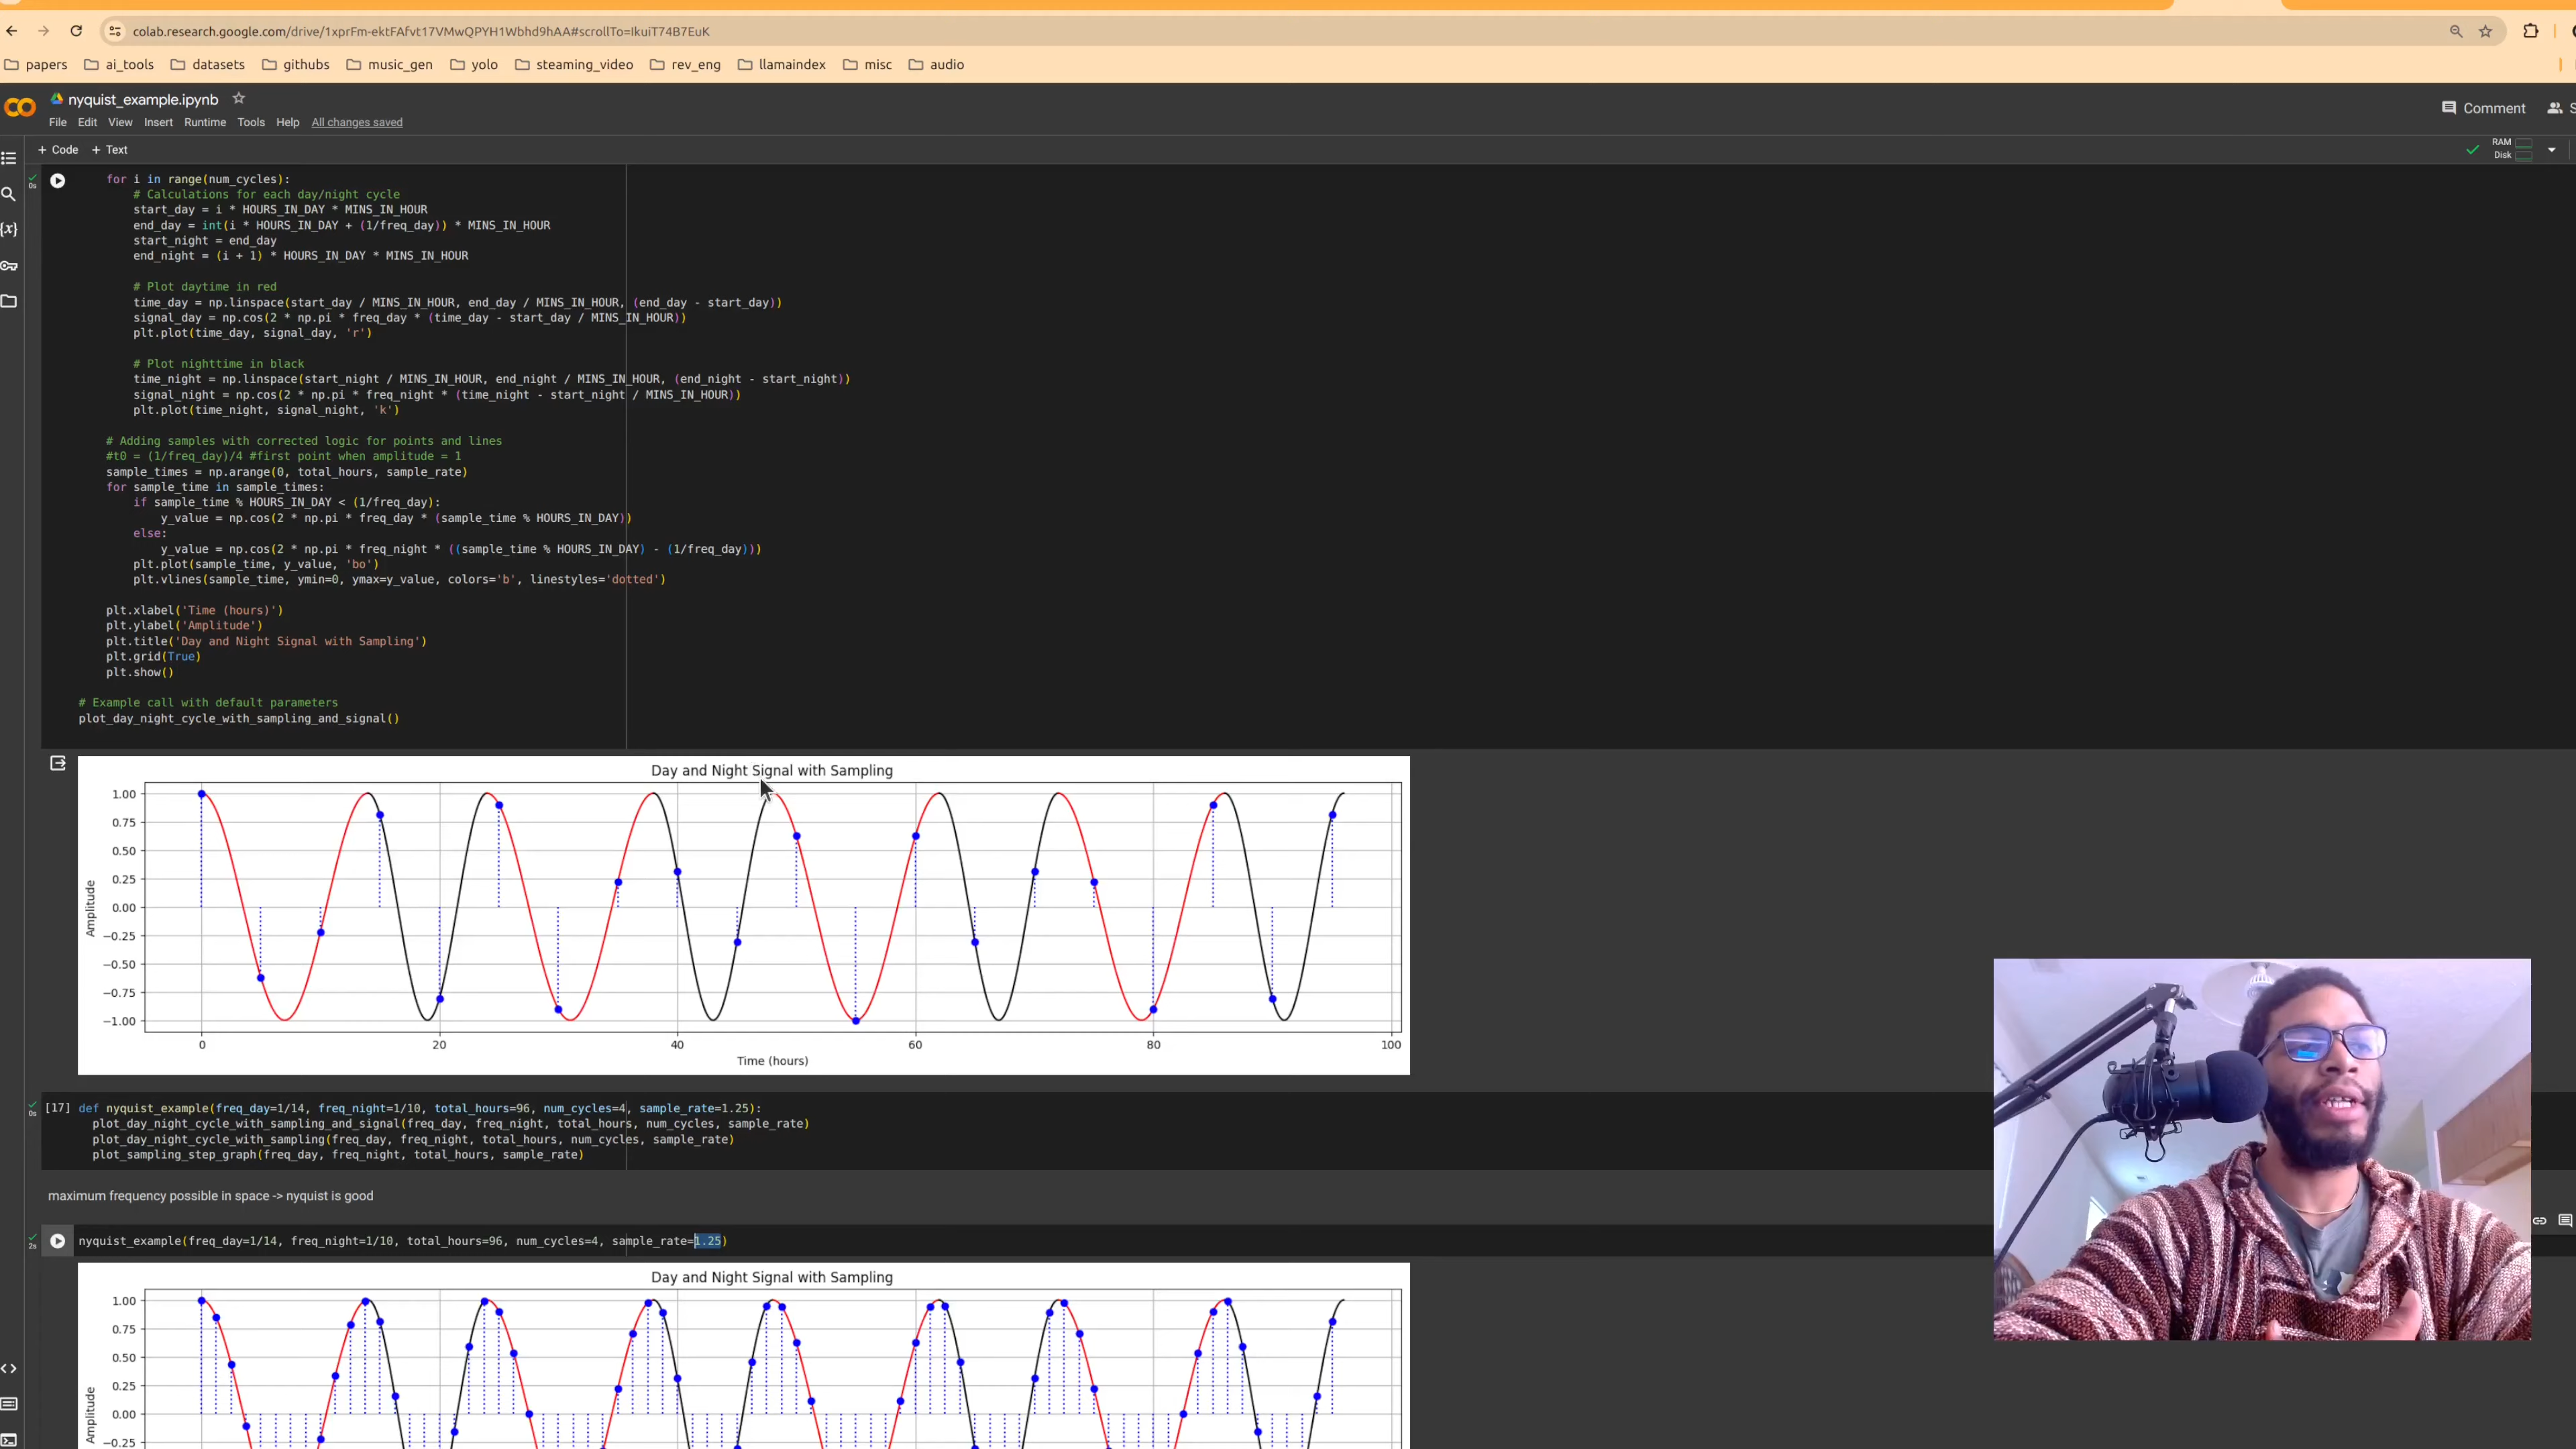 colab.research.google.com/drive/1xprFm-ektFAfvt17VMwQPYH1Wbhd9hAA#scrollTo=IkuiT74B7EuK
papers ai_tools datasets githubs music_gen yolo steaming_video rev_eng llamaindex misc audio
nyquist_example.ipynb
Comment
File Edit View Insert Runtime Tools Help All changes saved
+ Code + Text
RAM
Disk
0s
for i in range(num_cycles):
# Calculations for each day/night cycle
start_day = i * HOURS_IN_DAY * MINS_IN_HOUR
end_day = int(i * HOURS_IN_DAY + (1/freq_day)) * MINS_IN_HOUR
start_night = end_day
end_night = (i + 1) * HOURS_IN_DAY * MINS_IN_HOUR
# Plot daytime in red
time_day = np.linspace(start_day / MINS_IN_HOUR, end_day / MINS_IN_HOUR, (end_day - start_day))
signal_day = np.cos(2 * np.pi * freq_day * (time_day - start_day / MINS_IN_HOUR))
plt.plot(time_day, signal_day, 'r')
# Plot nighttime in black
time_night = np.linspace(start_night / MINS_IN_HOUR, end_night / MINS_IN_HOUR, (end_night - start_night))
signal_night = np.cos(2 * np.pi * freq_night * (time_night - start_night / MINS_IN_HOUR))
plt.plot(time_night, signal_night, 'k')
# Adding samples with corrected logic for points and lines
#t0 = (1/freq_day)/4 #first point when amplitude = 1
sample_times = np.arange(0, total_hours, sample_rate)
for sample_time in sample_times:
if sample_time % HOURS_IN_DAY < (1/freq_day):
y_value = np.cos(2 * np.pi * freq_day * (sample_time % HOURS_IN_DAY))
else:
y_value = np.cos(2 * np.pi * freq_night * ((sample_time % HOURS_IN_DAY) - (1/freq_day)))
plt.plot(sample_time, y_value, 'bo')
plt.vlines(sample_time, ymin=0, ymax=y_value, colors='b', linestyles='dotted')
plt.xlabel('Time (hours)')
plt.ylabel('Amplitude')
plt.title('Day and Night Signal with Sampling')
plt.grid(True)
plt.show()
# Example call with default parameters
plot_day_night_cycle_with_sampling_and_signal()
Day and Night Signal with Sampling
1.00
0.75
0.50
0.25
0.00
−0.25
−0.50
−0.75
−1.00
Amplitude
0 20 40 60 80 100
Time (hours)
0s
[17] def nyquist_example(freq_day=1/14, freq_night=1/10, total_hours=96, num_cycles=4, sample_rate=1.25):
plot_day_night_cycle_with_sampling_and_signal(freq_day, freq_night, total_hours, num_cycles, sample_rate)
plot_day_night_cycle_with_sampling(freq_day, freq_night, total_hours, num_cycles, sample_rate)
plot_sampling_step_graph(freq_day, freq_night, total_hours, sample_rate)
maximum frequency possible in space -> nyquist is good
2s
nyquist_example(freq_day=1/14, freq_night=1/10, total_hours=96, num_cycles=4, sample_rate=1.25)
Day and Night Signal with Sampling
1.00
0.75
0.50
0.25
0.00
−0.25
Amplitude